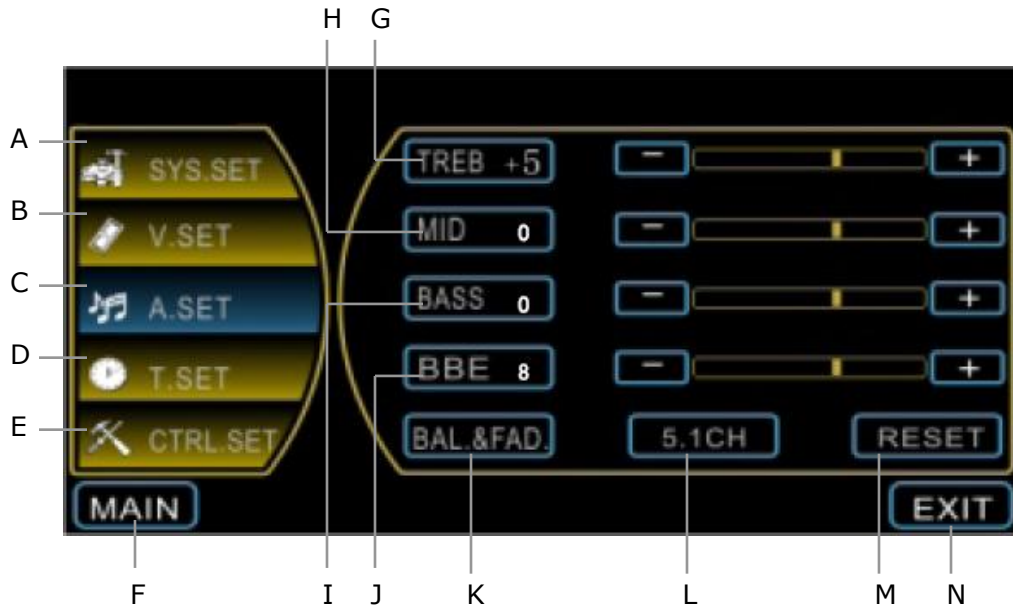 H G
A SYS.SET TREB +5 − +
B V.SET MID 0 − +
C A.SET BASS 0 − +
D T.SET BBE 8 − +
E CTRL.SET BAL.&FAD. 5.1CH RESET
MAIN EXIT
F I J K L M N